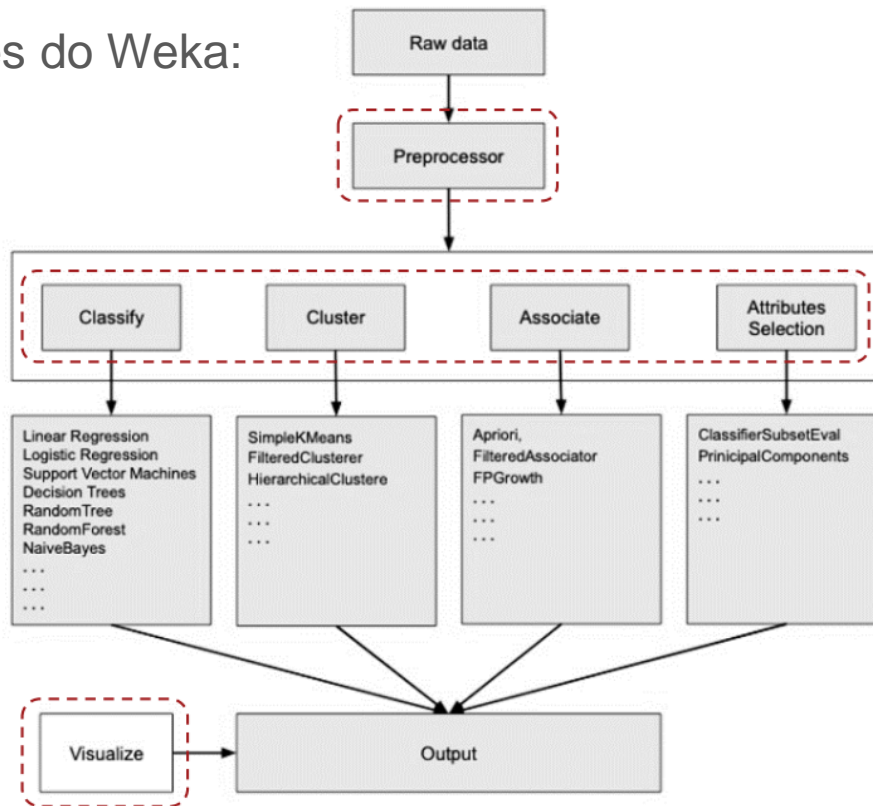 es do Weka:
Raw data
Preprocessor
Classify
Cluster
Associate
Attributes
Selection
Linear Regression
Logistic Regression
Support Vector Machines
Decision Trees
RandomTree
RandomForest
NaiveBayes
...
...
...
SimpleKMeans
FilteredClusterer
HierarchicalClustere
...
...
...
Apriori,
FilteredAssociator
FPGrowth
...
...
...
ClassifierSubsetEval
PrinicipalComponents
...
...
...
Visualize
Output